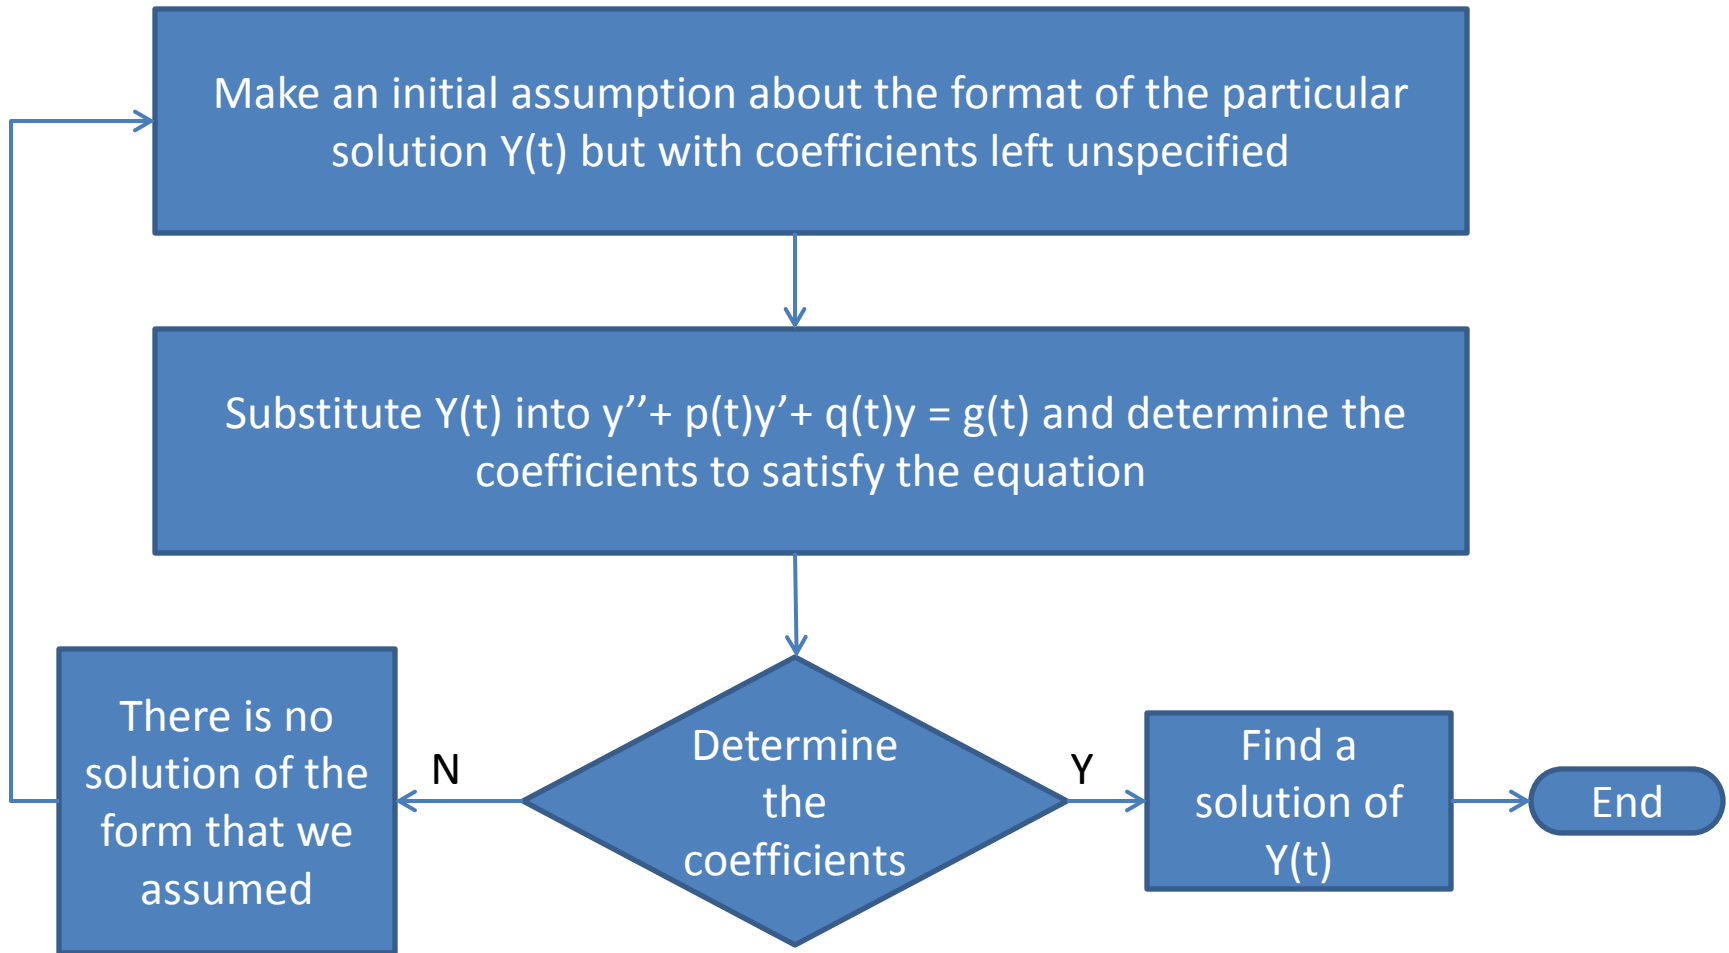 Make an initial assumption about the format of the particular
solution Y(t) but with coefficients left unspecified
Substitute Y(t) into y’’+ p(t)y’+ q(t)y = g(t) and determine the
coefficients to satisfy the equation
There is no
solution of the
form that we
assumed
N
Determine
the
coefficients
Y
Find a
solution of
Y(t)
End